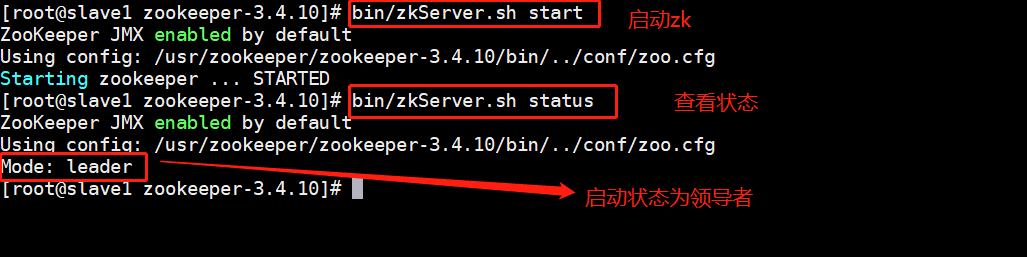 [root@slave1 zookeeper-3.4.10]# bin/zkServer.sh start 启动zk
ZooKeeper JMX enabled by default
Using config: /usr/zookeeper/zookeeper-3.4.10/bin/../conf/zoo.cfg
Starting zookeeper ... STARTED
[root@slave1 zookeeper-3.4.10]# bin/zkServer.sh status 查看状态
ZooKeeper JMX enabled by default
Using config: /usr/zookeeper/zookeeper-3.4.10/bin/../conf/zoo.cfg
Mode: leader
[root@slave1 zookeeper-3.4.10]# 启动状态为领导者